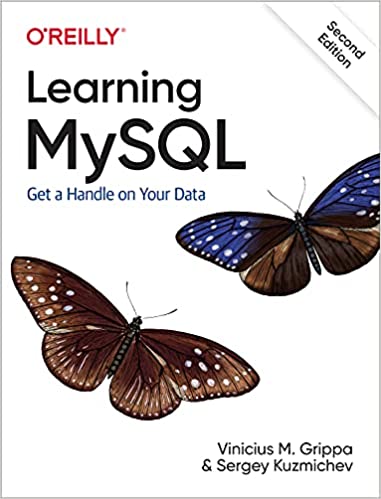 O'REILLY®
Second
Edition
Learning
MySQL
Get a Handle on Your Data
Vinicius M. Grippa
& Sergey Kuzmichev